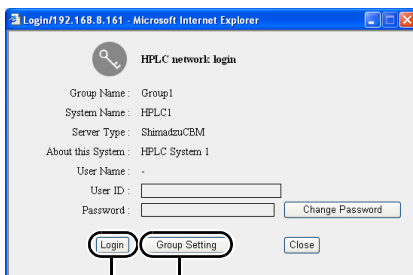 Login/192.168.8.161 - Microsoft Internet Explorer
HPLC network login
Group Name : Group1
System Name : HPLC1
Server Type : ShimadzuCBM
About this System : HPLC System 1
User Name : -
User ID :
Password : Change Password
Login Group Setting Close